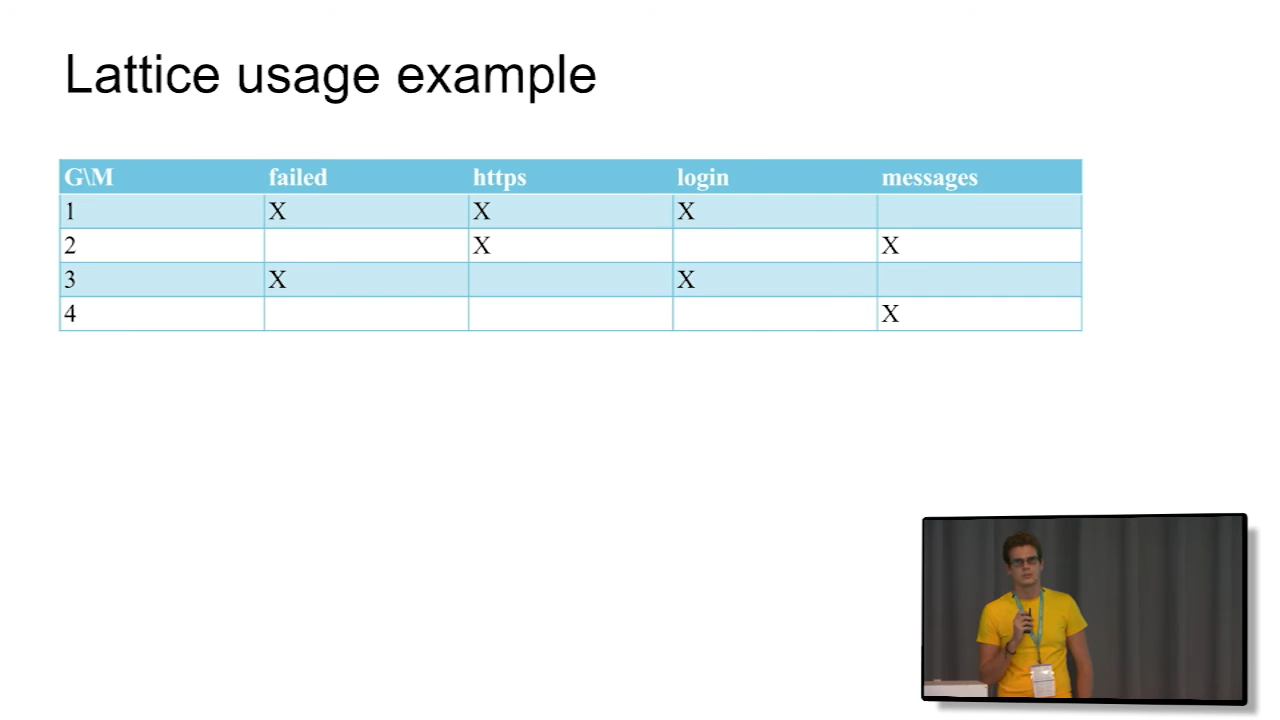 Lattice usage example
G\M failed https login messages
1 X X X
2 X X
3 X X
4 X